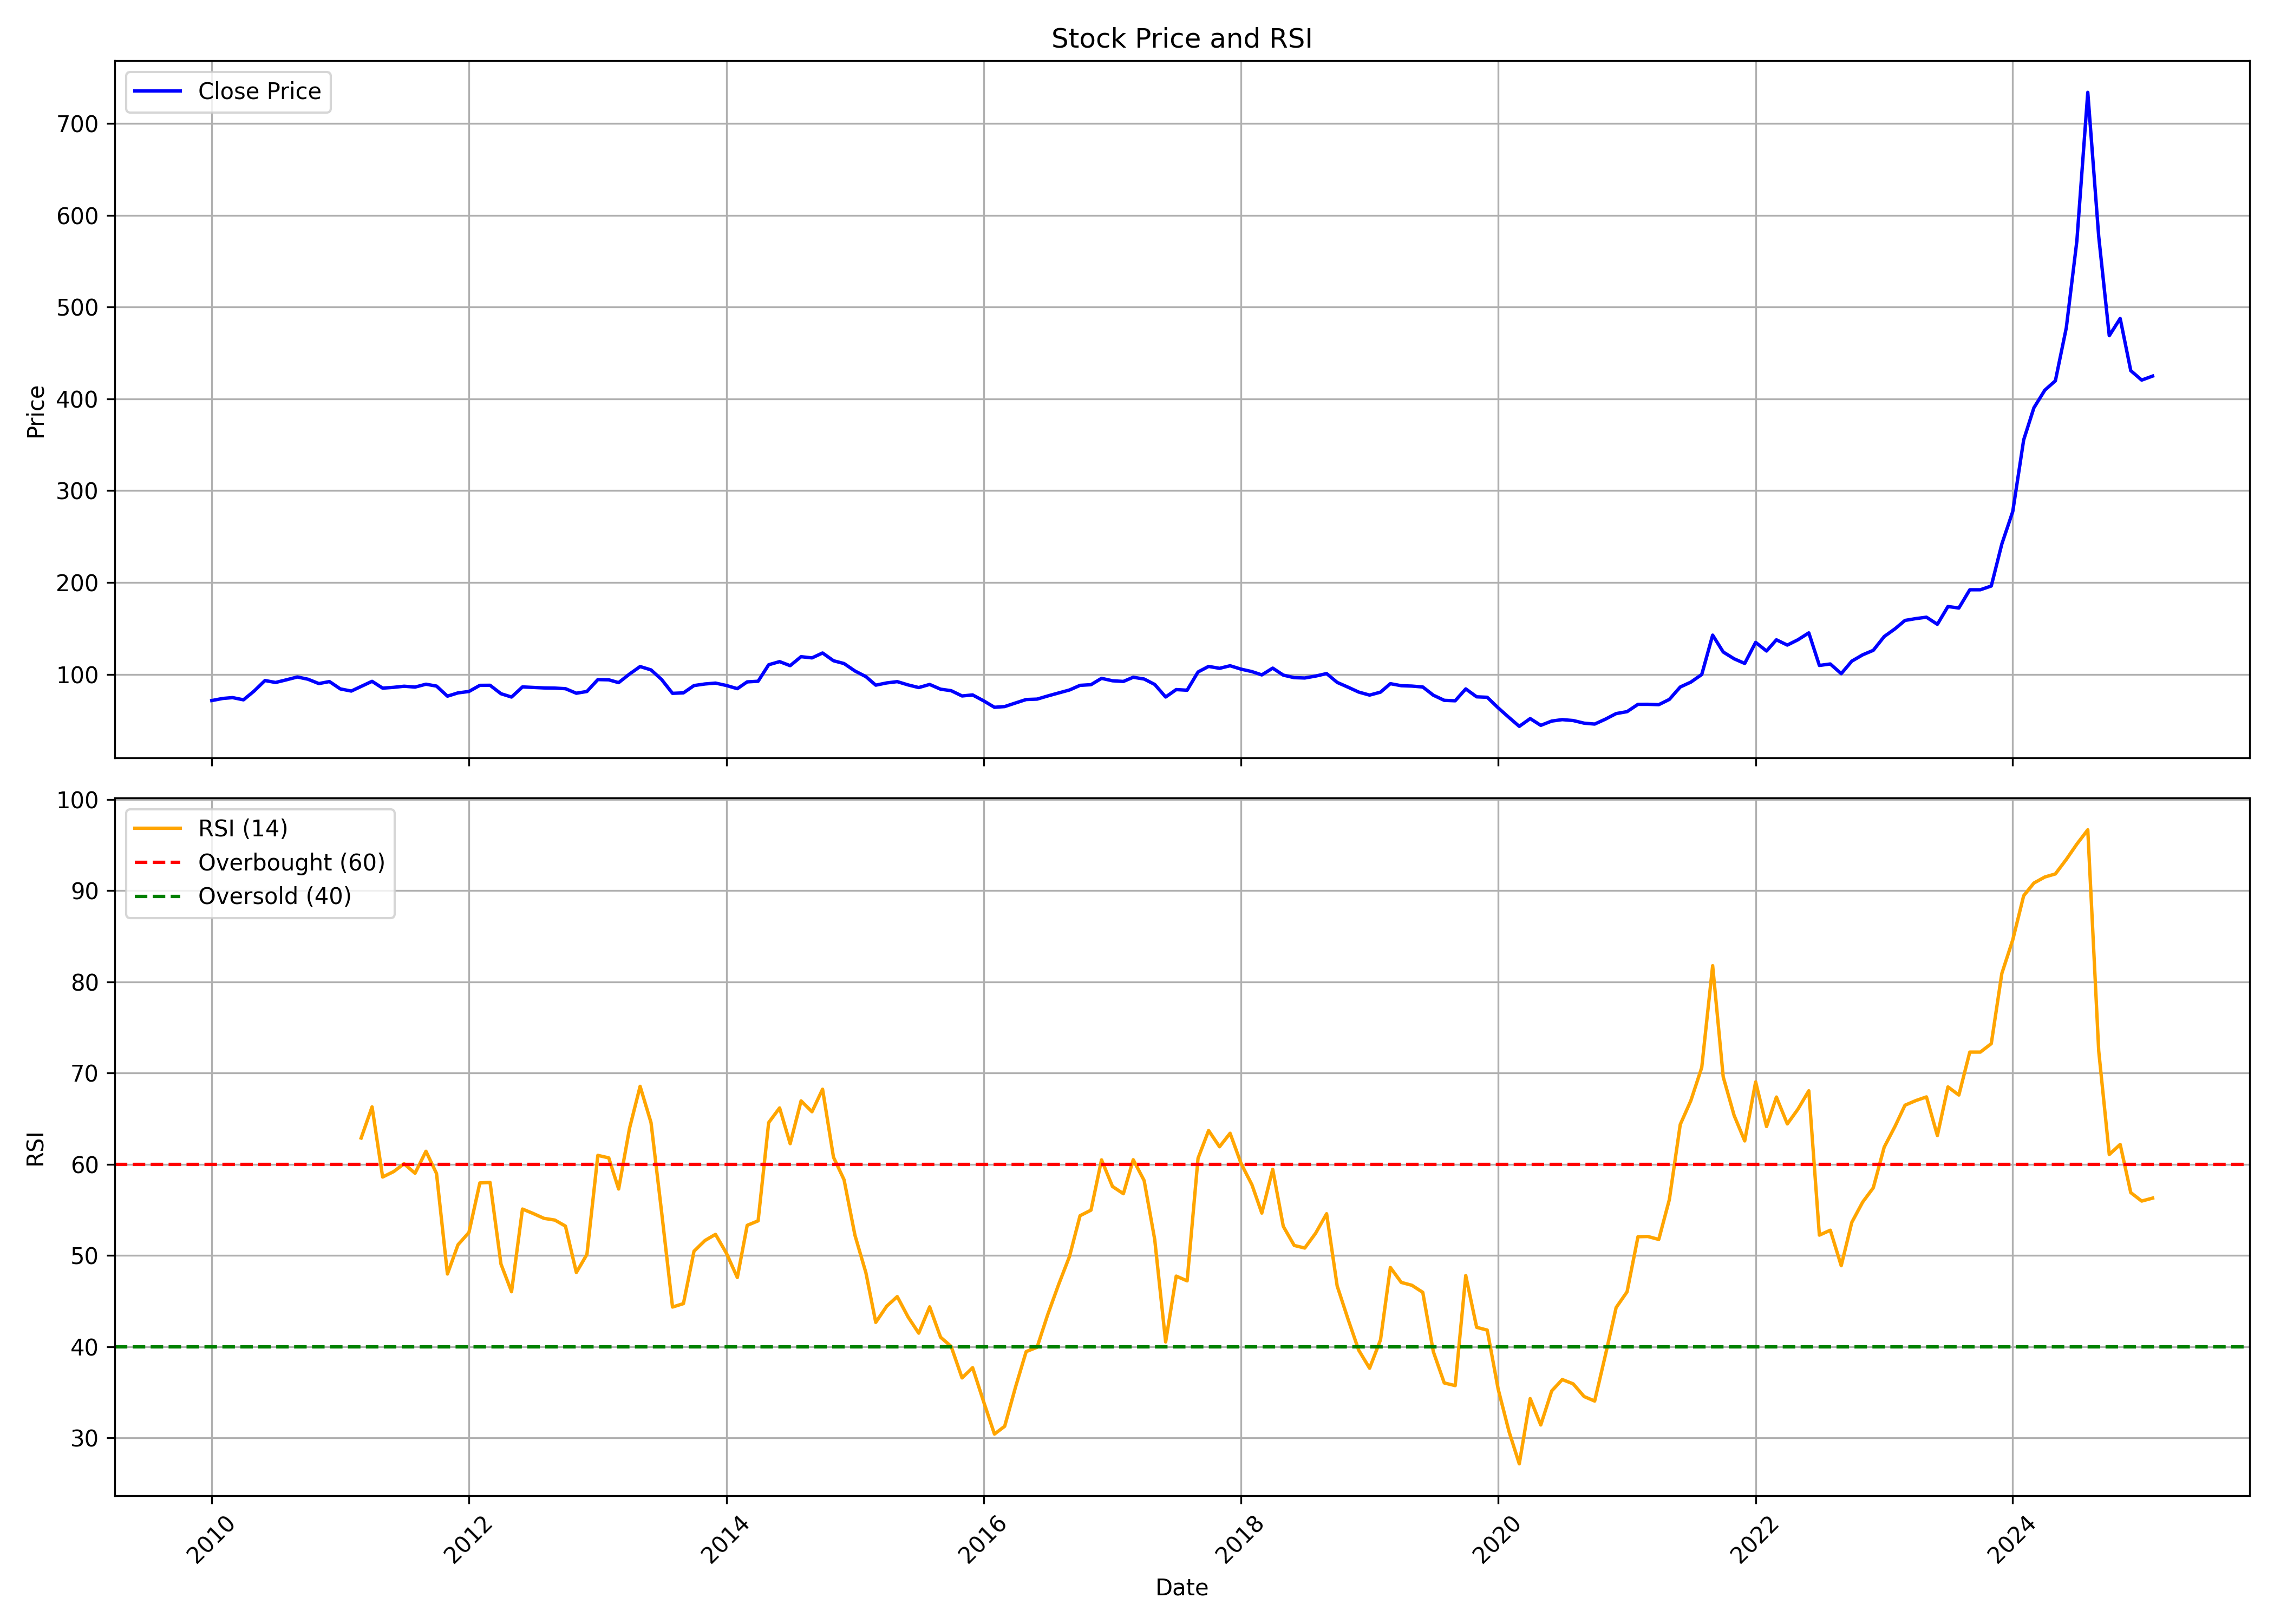 Stock Price and RSI
Close Price
700
600
500
400
300
200
100
Price
100
90
80
70
60
50
40
30
RSI
RSI (14)
Overbought (60)
Oversold (40)
2010
2012
2014
2016
2018
2020
2022
2024
Date